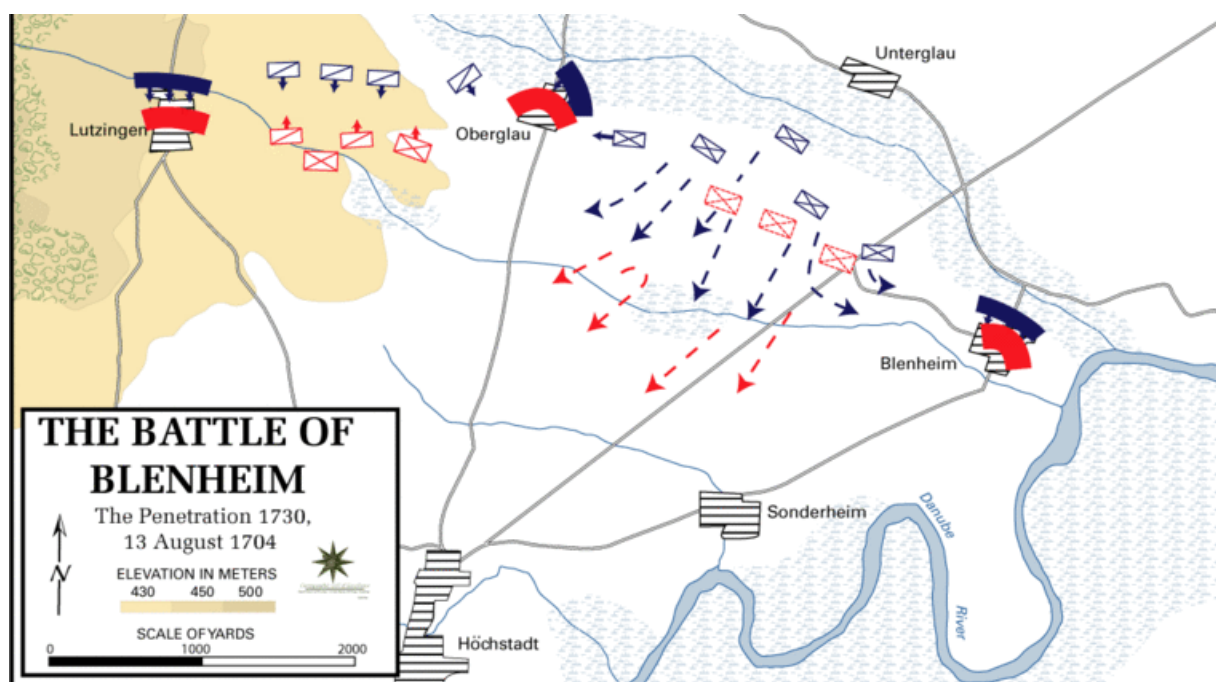 Unterglau
Lutzingen
Oberglau
Blenheim
THE BATTLE OF
BLENHEIM
The Penetration 1730,
13 August 1704
ELEVATION IN METERS
430 450 500
SCALE OF YARDS
0 1000 2000
N
Sonderheim
Danube
River
Höchstadt